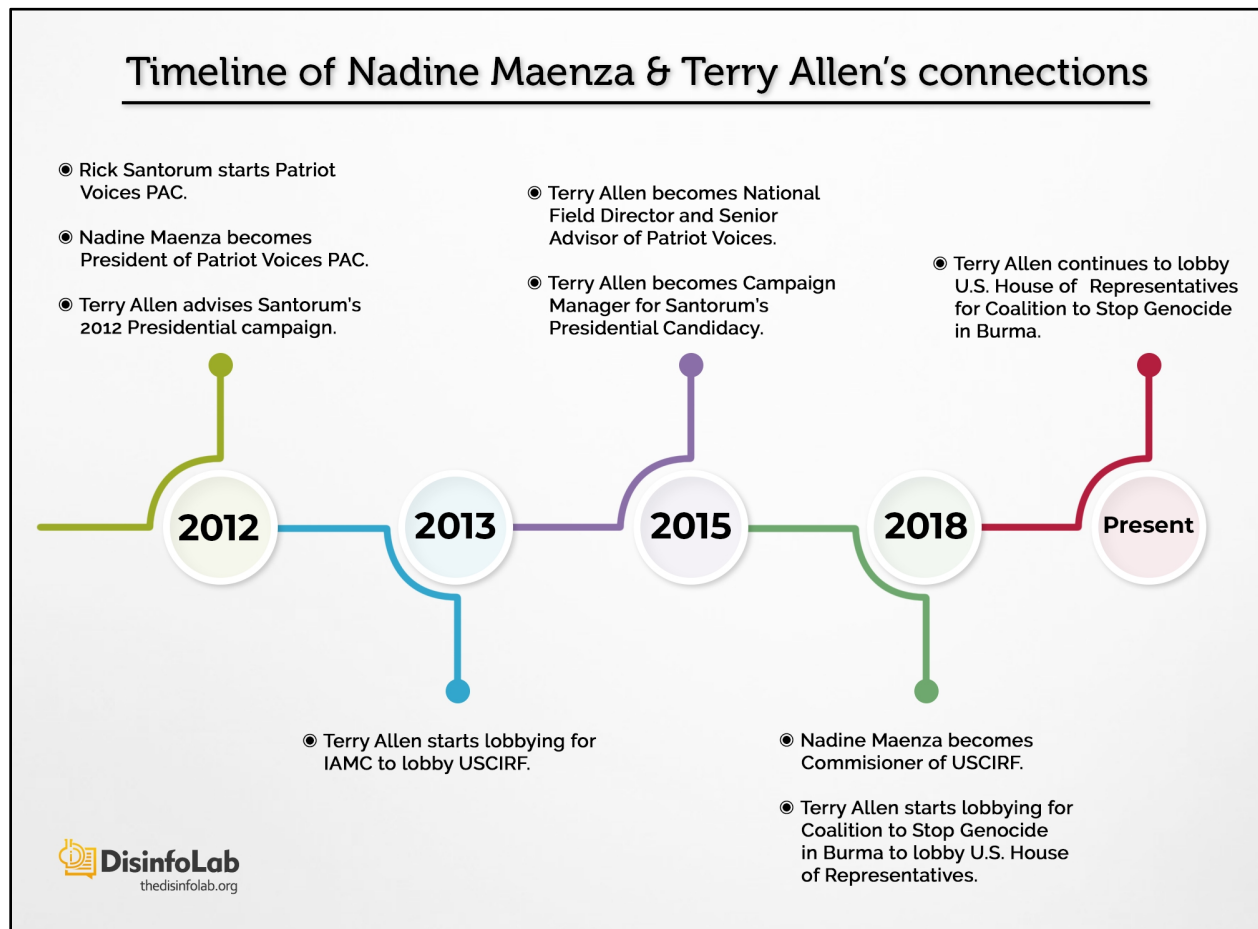 Timeline of Nadine Maenza & Terry Allen's connections
◉ Rick Santorum starts Patriot
Voices PAC.
◉ Nadine Maenza becomes
President of Patriot Voices PAC.
◉ Terry Allen advises Santorum's
2012 Presidential campaign.
◉ Terry Allen becomes National
Field Director and Senior
Advisor of Patriot Voices.
◉ Terry Allen becomes Campaign
Manager for Santorum's
Presidential Candidacy.
◉ Terry Allen continues to lobby
U.S. House of Representatives
for Coalition to Stop Genocide
in Burma.
2012
2013
2015
2018
Present
◉ Terry Allen starts lobbying for
IAMC to lobby USCIRF.
◉ Nadine Maenza becomes
Commisioner of USCIRF.
◉ Terry Allen starts lobbying for
Coalition to Stop Genocide
in Burma to lobby U.S. House
of Representatives.
DisinfoLab
thedisinfolab.org